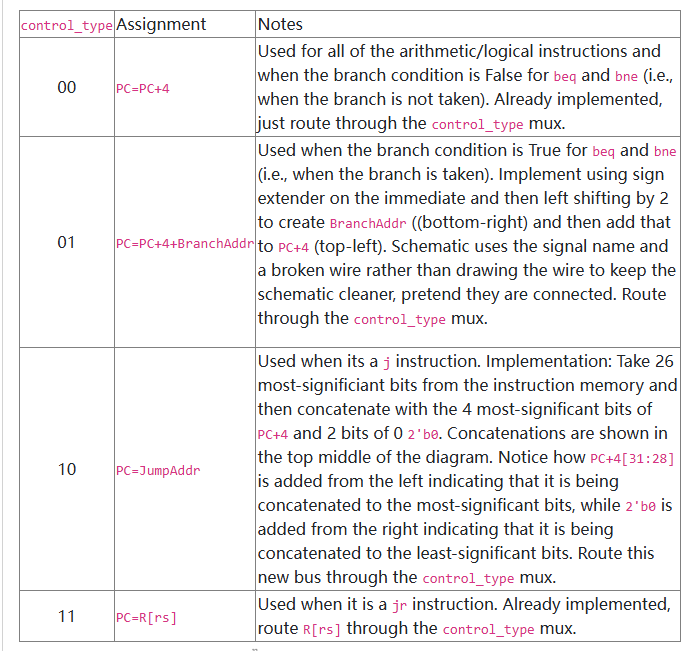 control_type Assignment Notes
Used for all of the arithmetic/logical instructions and
when the branch condition is False for beq and bne (i.e.,
00 PC=PC+4 when the branch is not taken). Already implemented,
just route through the control_type mux.
Used when the branch condition is True for beq and bne
(i.e., when the branch is taken). Implement using sign
extender on the immediate and then left shifting by 2
to create BranchAddr ((bottom-right) and then add that
01 PC=PC+4+BranchAddr to PC+4 (top-left). Schematic uses the signal name and
a broken wire rather than drawing the wire to keep the
schematic cleaner, pretend they are connected. Route
through the control_type mux.
Used when its a j instruction. Implementation: Take 26
most-significiant bits from the instruction memory and
then concatenate with the 4 most-significant bits of
PC+4 and 2 bits of 0 2'b0. Concatenations are shown in
10 PC=JumpAddr the top middle of the diagram. Notice how PC+4[31:28]
is added from the left indicating that it is being
concatenated to the most-significant bits, while 2'b0 is
added from the right indicating that it is being
concatenated to the least-significant bits. Route this
new bus through the control_type mux.
11 PC=R[rs] Used when it is a jr instruction. Already implemented,
route R[rs] through the control_type mux.